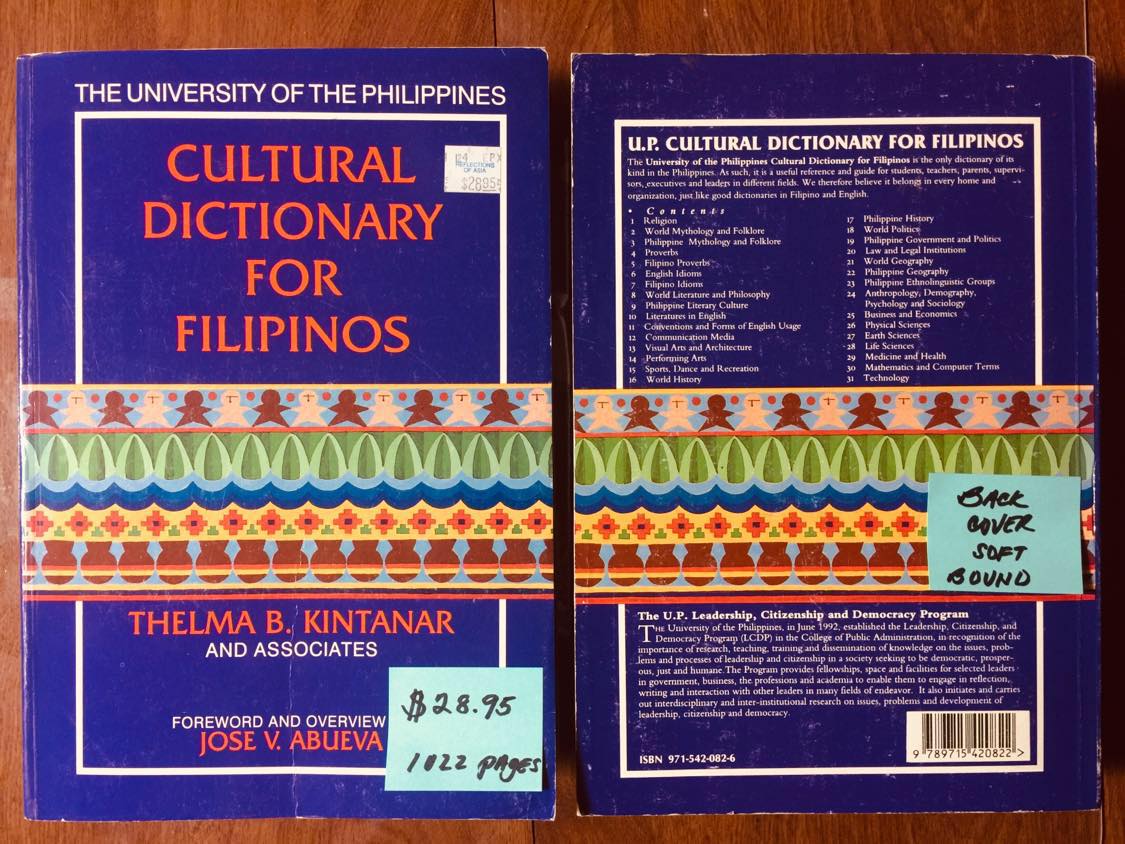 THE UNIVERSITY OF THE PHILIPPINES
CULTURAL
DICTIONARY
FOR
FILIPINOS
REFLECTIONS
OF ASIA
$28.95
THELMA B. KINTANAR
AND ASSOCIATES
FOREWORD AND OVERVIEW
JOSE V. ABUEVA
$28.95
1022 PAGES
U.P. CULTURAL DICTIONARY FOR FILIPINOS
The University of the Philippines Cultural Dictionary for Filipinos is the only dictionary of its
kind in the Philippines. As such, it is a useful reference and guide for students, teachers, parents, supervi-
sors, executives and leaders in different fields. We therefore believe it belongs in every home and
organization, just like good dictionaries in Filipino and English.
• Contents
1 Religion
2 World Mythology and Folklore
3 Philippine Mythology and Folklore
4 Proverbs
5 Filipino Proverbs
6 English Idioms
7 Filipino Idioms
8 World Literature and Philosophy
9 Philippine Literary Culture
10 Literatures in English
11 Conventions and Forms of English Usage
12 Communication Media
13 Visual Arts and Architecture
14 Performing Arts
15 Sports, Dance and Recreation
16 World History
17 Philippine History
18 World Politics
19 Philippine Government and Politics
20 Law and Legal Institutions
21 World Geography
22 Philippine Geography
23 Philippine Ethnolinguistic Groups
24 Anthropology, Demography,
Psychology and Sociology
25 Business and Economics
26 Physical Sciences
27 Earth Sciences
28 Life Sciences
29 Medicine and Health
30 Mathematics and Computer Terms
31 Technology
BACK
COVER
SOFT
BOUND
The U.P. Leadership, Citizenship and Democracy Program
THE University of the Philippines, in June 1992, established the Leadership, Citizenship, and
Democracy Program (LCDP) in the College of Public Administration, in recognition of the
importance of research, teaching, training and dissemination of knowledge on the issues, prob-
lems and processes of leadership and citizenship in a society seeking to be democratic, prosper-
ous, just and humane. The Program provides fellowships, space and facilities for selected leaders
in government, business, the professions and academia to enable them to engage in reflection,
writing and interaction with other leaders in many fields of endeavor. It also initiates and carries
out interdisciplinary and inter-institutional research on issues, problems and development of
leadership, citizenship and democracy.
ISBN 971-542-082-6
9 789715 420822 >